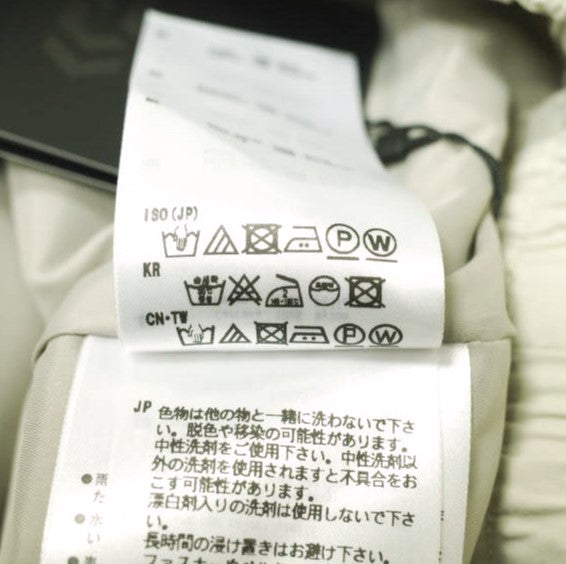 ISO(JP)
P W
KR
CN・TW
P W
JP 色物は他の物と一緒に洗わないで下さ
い。脱色や移染の可能性があります。
中性洗剤をご使用下さい。中性洗剤以
外の洗剤を使用されますと不具合をお
こす可能性があります。
漂白剤入りの洗剤は使用しないで下さ
い。
長時間の浸け置きはお避け下さい。